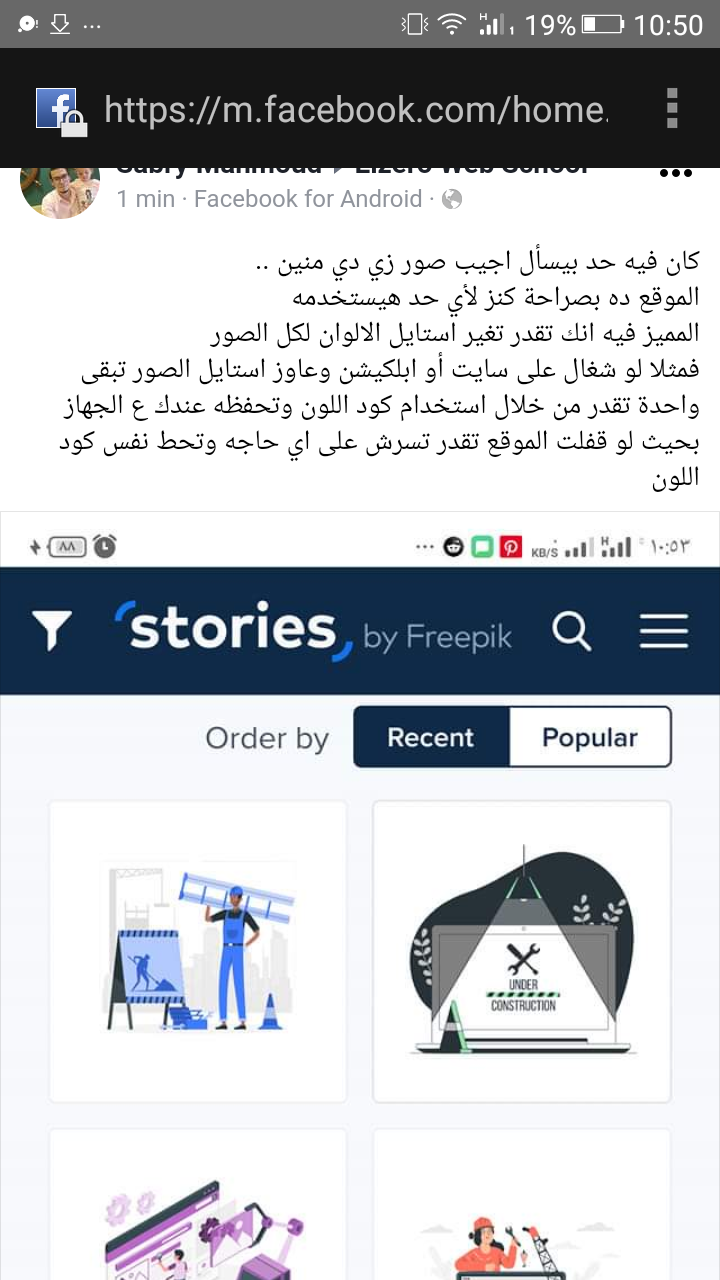 19% 10:50
https://m.facebook.com/home.
Sabry Mahmoud Elzero Web School
1 min · Facebook for Android ·
كان فيه حد بيسأل اجيب صور زي دي منين ..
الموقع ده بصراحة كنز لأي حد هيستخدمه
المميز فيه انك تقدر تغير استايل الالوان لكل الصور
فمثلا لو شغال على سايت أو ابلكيشن وعاوز استايل الصور تبقى
واحدة تقدر من خلال استخدام كود اللون وتحفظه عندك ع الجهاز
بحيث لو قفلت الموقع تقدر تسرش على اي حاجه وتحط نفس كود
اللون
٨٨ KB/S ١٠:٥٣
stories by Freepik
Order by Recent Popular
UNDER
CONSTRUCTION